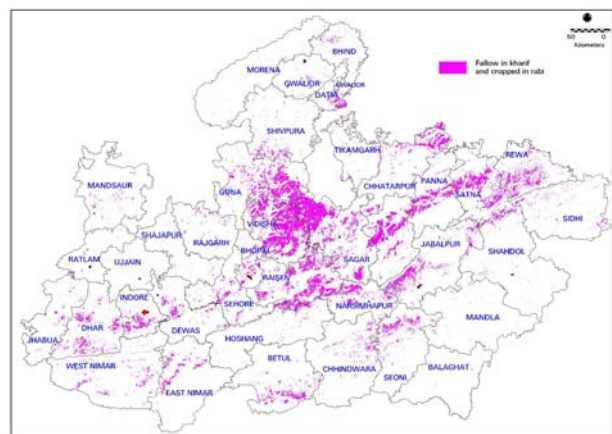 50 0
Kilometers
Fallow in kharif
and cropped in rabi
BHIND
MORENA
GWALIOR
DATIA
SHIVPURA
TIKAMGARH
CHHATARPUR
PANNA
SATNA
REWA
SIDHI
MANDSAUR
GUNA
VIDISHA
SHAJAPUR
RAJGARH
BHOPAL
SAGAR
JABALPUR
SHAHDOL
RATLAM
UJJAIN
RAISEN
INDORE
SEHORE
NARSIMHAPUR
DHAR
DEWAS
HOSHANG
MANDLA
JHABUA
BETUL
CHHINDWARA
WEST NIMAR
EAST NIMAR
SEONI
BALAGHAT